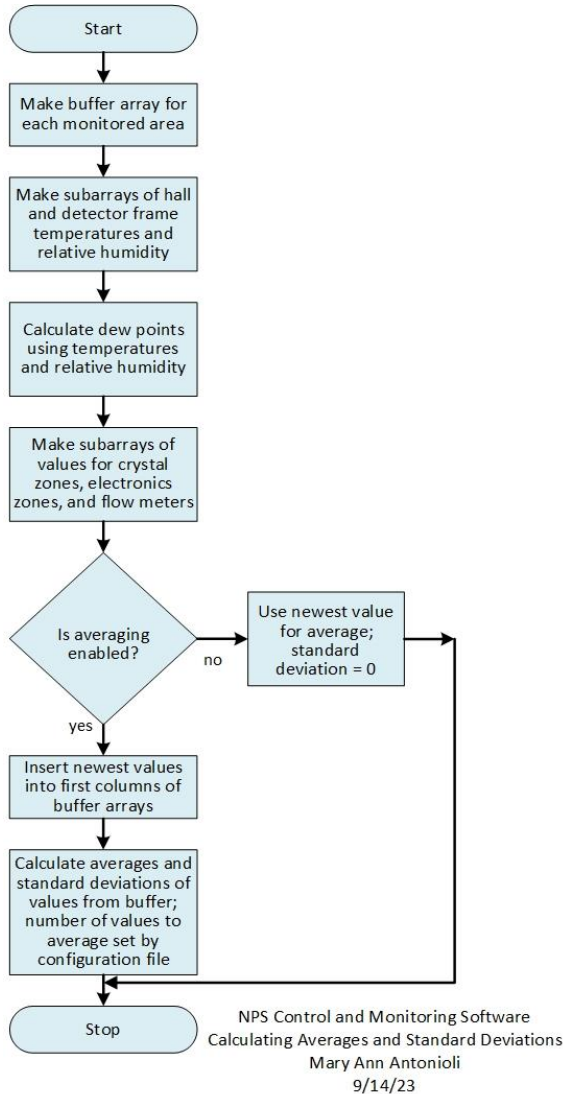 Start
Make buffer array for
each monitored area
Make subarrays of hall
and detector frame
temperatures and
relative humidity
Calculate dew points
using temperatures
and relative humidity
Make subarrays of
values for crystal
zones, electronics
zones, and flow meters
Is averaging
enabled?
no
Use newest value
for average;
standard
deviation = 0
yes
Insert newest values
into first columns of
buffer arrays
Calculate averages and
standard deviations of
values from buffer;
number of values to
average set by
configuration file
Stop
NPS Control and Monitoring Software
Calculating Averages and Standard Deviations
Mary Ann Antonioli
9/14/23